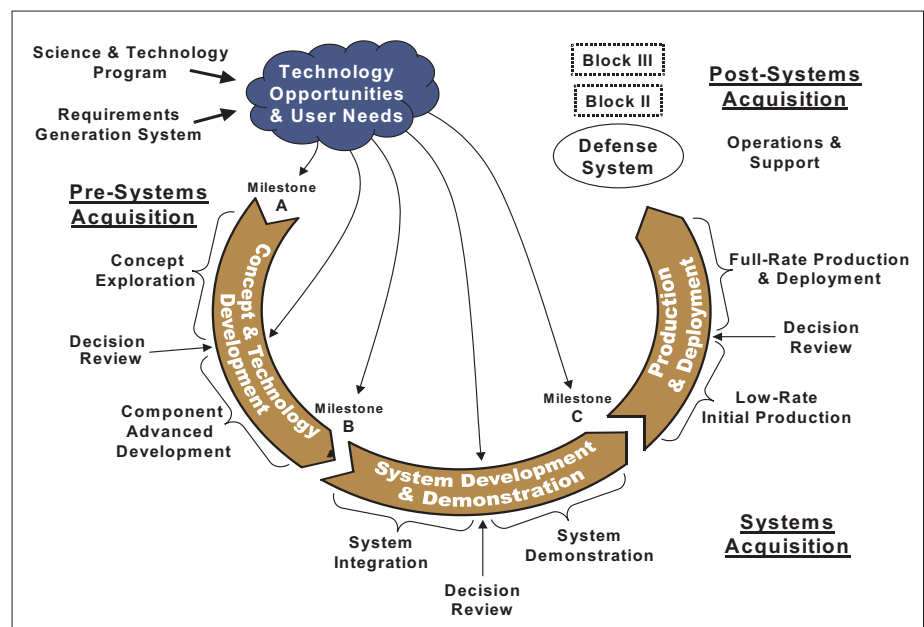 Science & Technology
Program
Requirements
Generation System
Technology
Opportunities
& User Needs
Block III
Block II
Defense
System
Post-Systems
Acquisition
Operations &
Support
Pre-Systems
Acquisition
Milestone
A
Concept
Exploration
Decision
Review
Component
Advanced
Development
Concept & Technology
Development
Milestone
B
System Development
& Demonstration
System
Integration
Decision
Review
System
Demonstration
Milestone
C
Production
& Deployment
Full-Rate Production
& Deployment
Decision
Review
Low-Rate
Initial Production
Systems
Acquisition